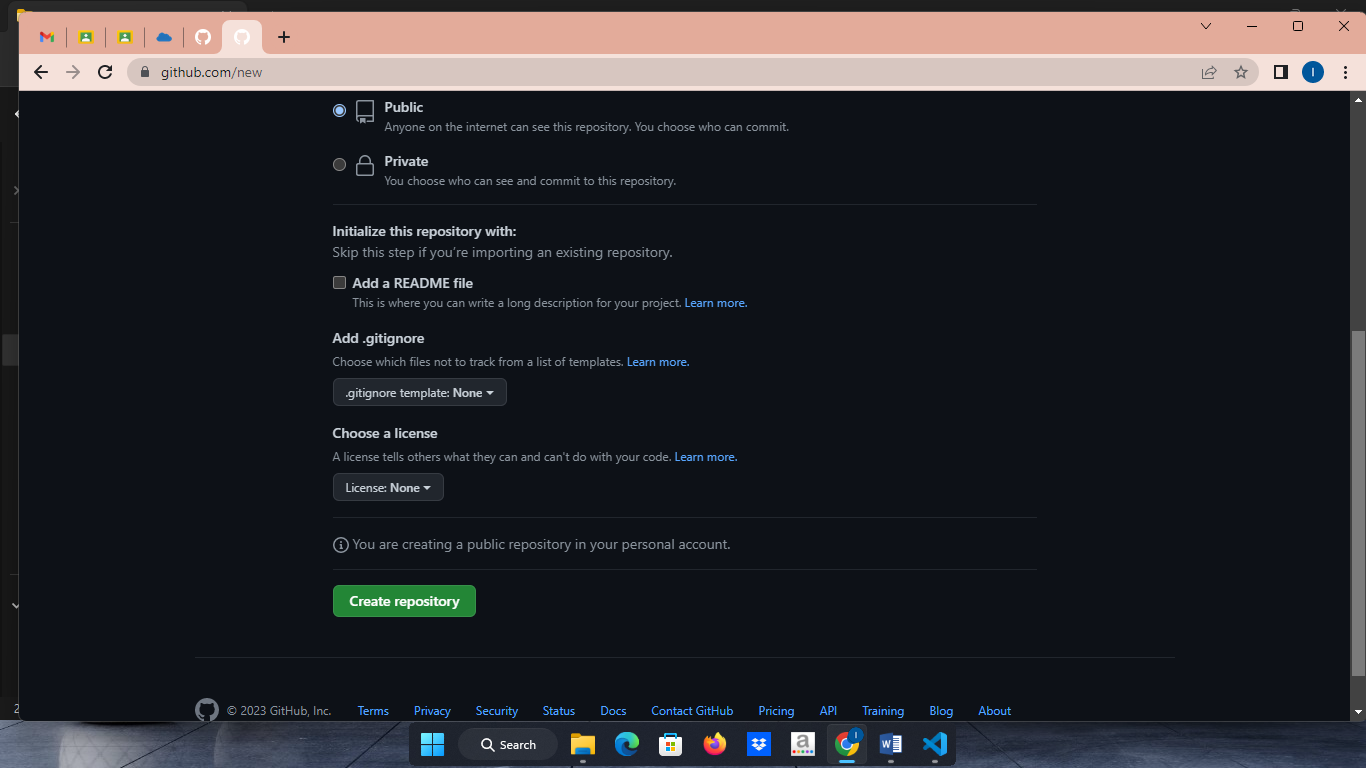 github.com/new
I
Public
Anyone on the internet can see this repository. You choose who can commit.
Private
You choose who can see and commit to this repository.
Initialize this repository with:
Skip this step if you're importing an existing repository.
Add a README file
This is where you can write a long description for your project. Learn more.
Add .gitignore
Choose which files not to track from a list of templates. Learn more.
.gitignore template: None
Choose a license
A license tells others what they can and can't do with your code. Learn more.
License: None
You are creating a public repository in your personal account.
Create repository
© 2023 GitHub, Inc. Terms Privacy Security Status Docs Contact GitHub Pricing API Training Blog About
Search